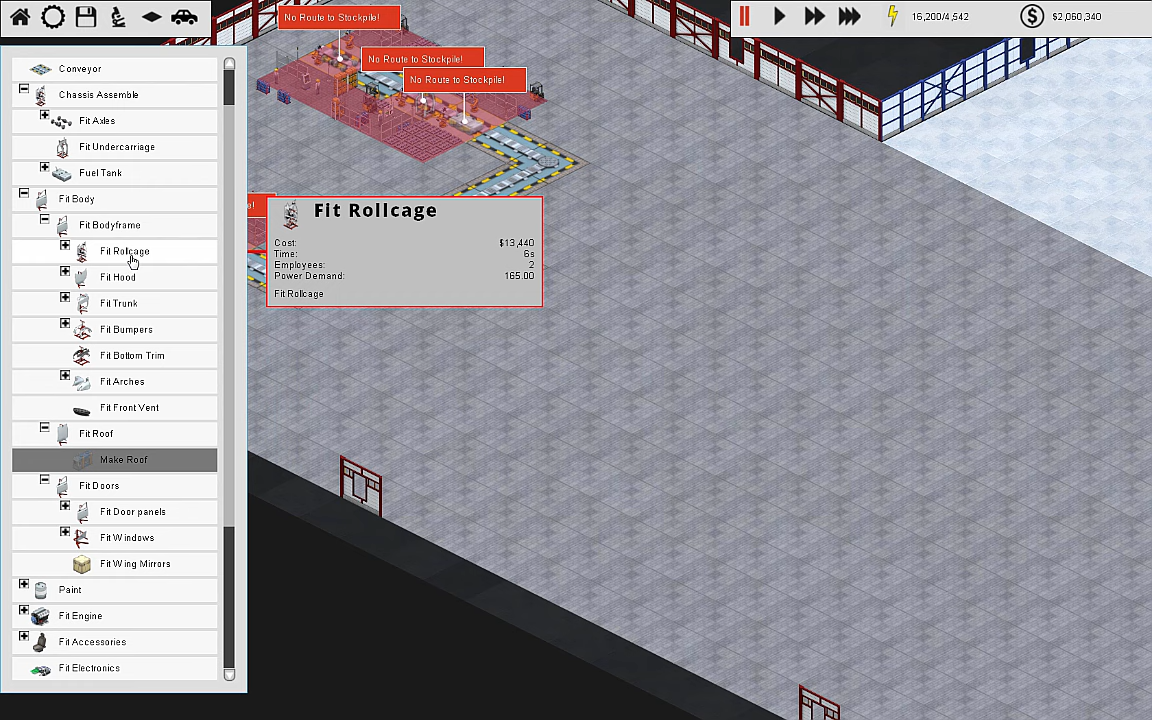 No Route to Stockpile!
No Route to Stockpile!
No Route to Stockpile!
16,200/4,542
$2,060,340
Conveyor
Chassis Assemble
Fit Axles
Fit Undercarriage
Fuel Tank
Fit Body
Fit Bodyframe
Fit Rollcage
Fit Hood
Fit Trunk
Fit Bumpers
Fit Bottom Trim
Fit Arches
Fit Front Vent
Fit Roof
Make Roof
Fit Doors
Fit Door panels
Fit Windows
Fit Wing Mirrors
Paint
Fit Engine
Fit Accessories
Fit Electronics
Fit Rollcage
Cost: $13,440
Time: 6s
Employees: 2
Power Demand: 165.00
Fit Rollcage